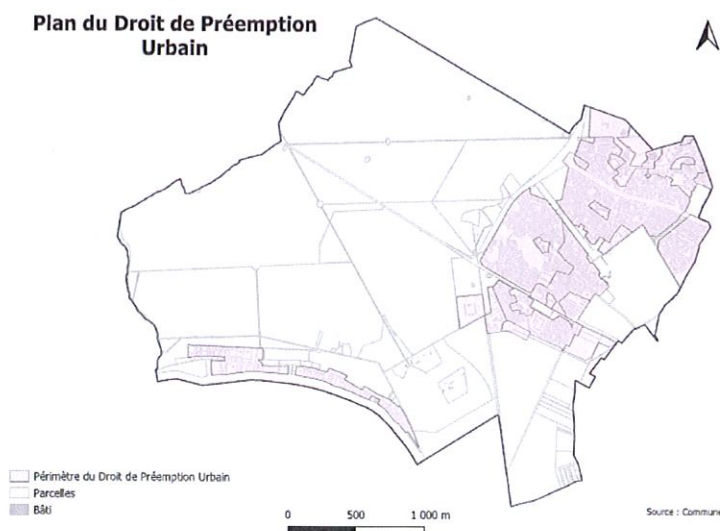 Plan du Droit de Préemption
Urbain
Périmètre du Droit de Préemption Urbain
Parcelles
Bâti
0 500 1 000 m
Source : Commune